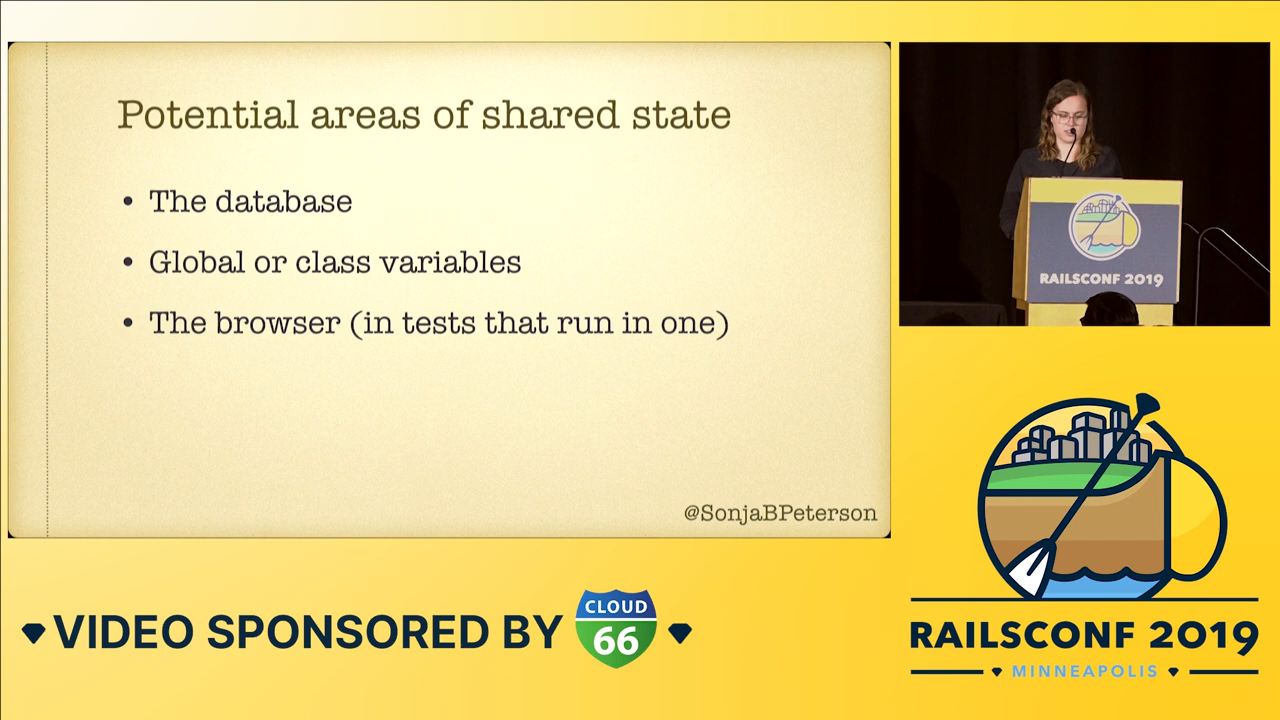 Potential areas of shared state
• The database
• Global or class variables
• The browser (in tests that run in one)
@SonjaBPeterson
RAILSCONF 2019
VIDEO SPONSORED BY
CLOUD
66
RAILSCONF 2019
MINNEAPOLIS